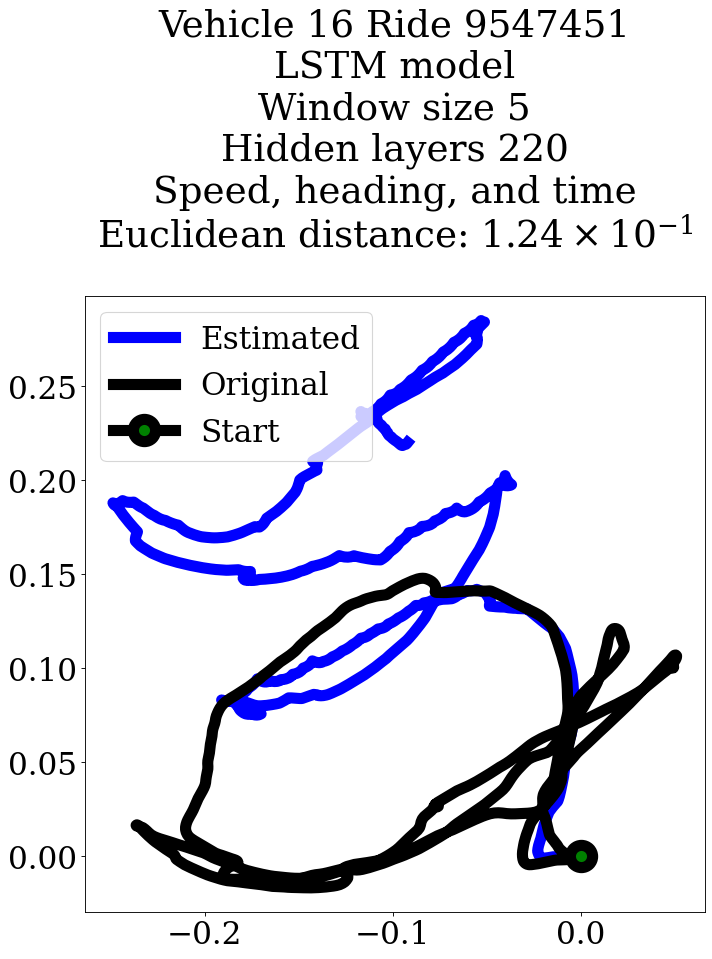 Vehicle 16 Ride 9547451
LSTM model
Window size 5
Hidden layers 220
Speed, heading, and time
Euclidean distance: 1.24 × 10⁻¹
Estimated
Original
Start
0.25
0.20
0.15
0.10
0.05
0.00
−0.2
−0.1
0.0